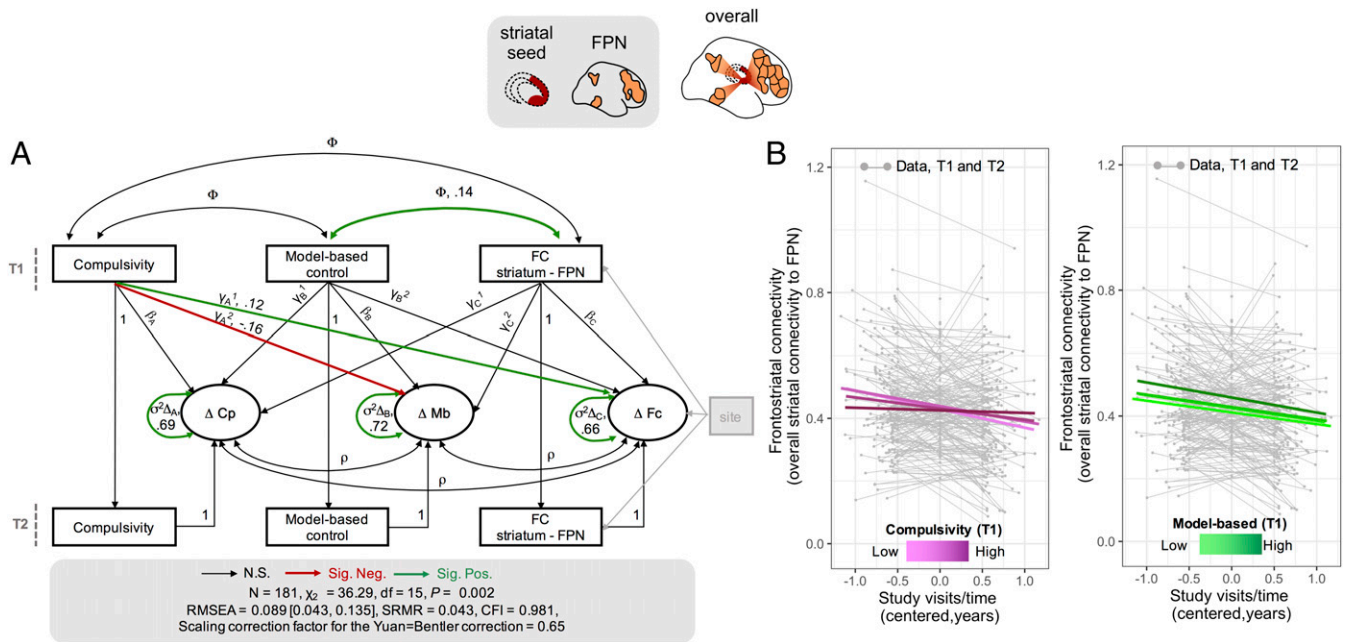 striatal
seed
FPN
overall
A
Φ
Φ
Φ, .14
T1
Compulsivity
Model-based
control
FC
striatum - FPN
γA¹, .12
γA², -.16
γB¹
γB²
γC¹
γC²
1
βA
1
βB
1
βC
σ²ΔA,
.69
Δ Cp
σ²ΔB,
.72
Δ Mb
σ²ΔC,
.66
Δ Fc
site
ρ
ρ
ρ
T2
Compulsivity
1
Model-based
control
1
FC
striatum - FPN
1
N.S. Sig. Neg. Sig. Pos.
N = 181, χ₂ = 36.29, df = 15, P = 0.002
RMSEA = 0.089 [0.043, 0.135], SRMR = 0.043, CFI = 0.981,
Scaling correction factor for the Yuan=Bentler correction = 0.65
B
Frontostriatal connectivity
(overall striatal connectivity to FPN)
1.2
0.8
0.4
0.0
Data, T1 and T2
Compulsivity (T1)
Low High
-1.0 -0.5 0.0 0.5 1.0
Study visits/time
(centered,years)
Frontostriatal connectivity
(overall striatal connectivity to FPN)
1.2
0.8
0.4
0.0
Data, T1 and T2
Model-based (T1)
Low High
-1.0 -0.5 0.0 0.5 1.0
Study visits/time
(centered,years)